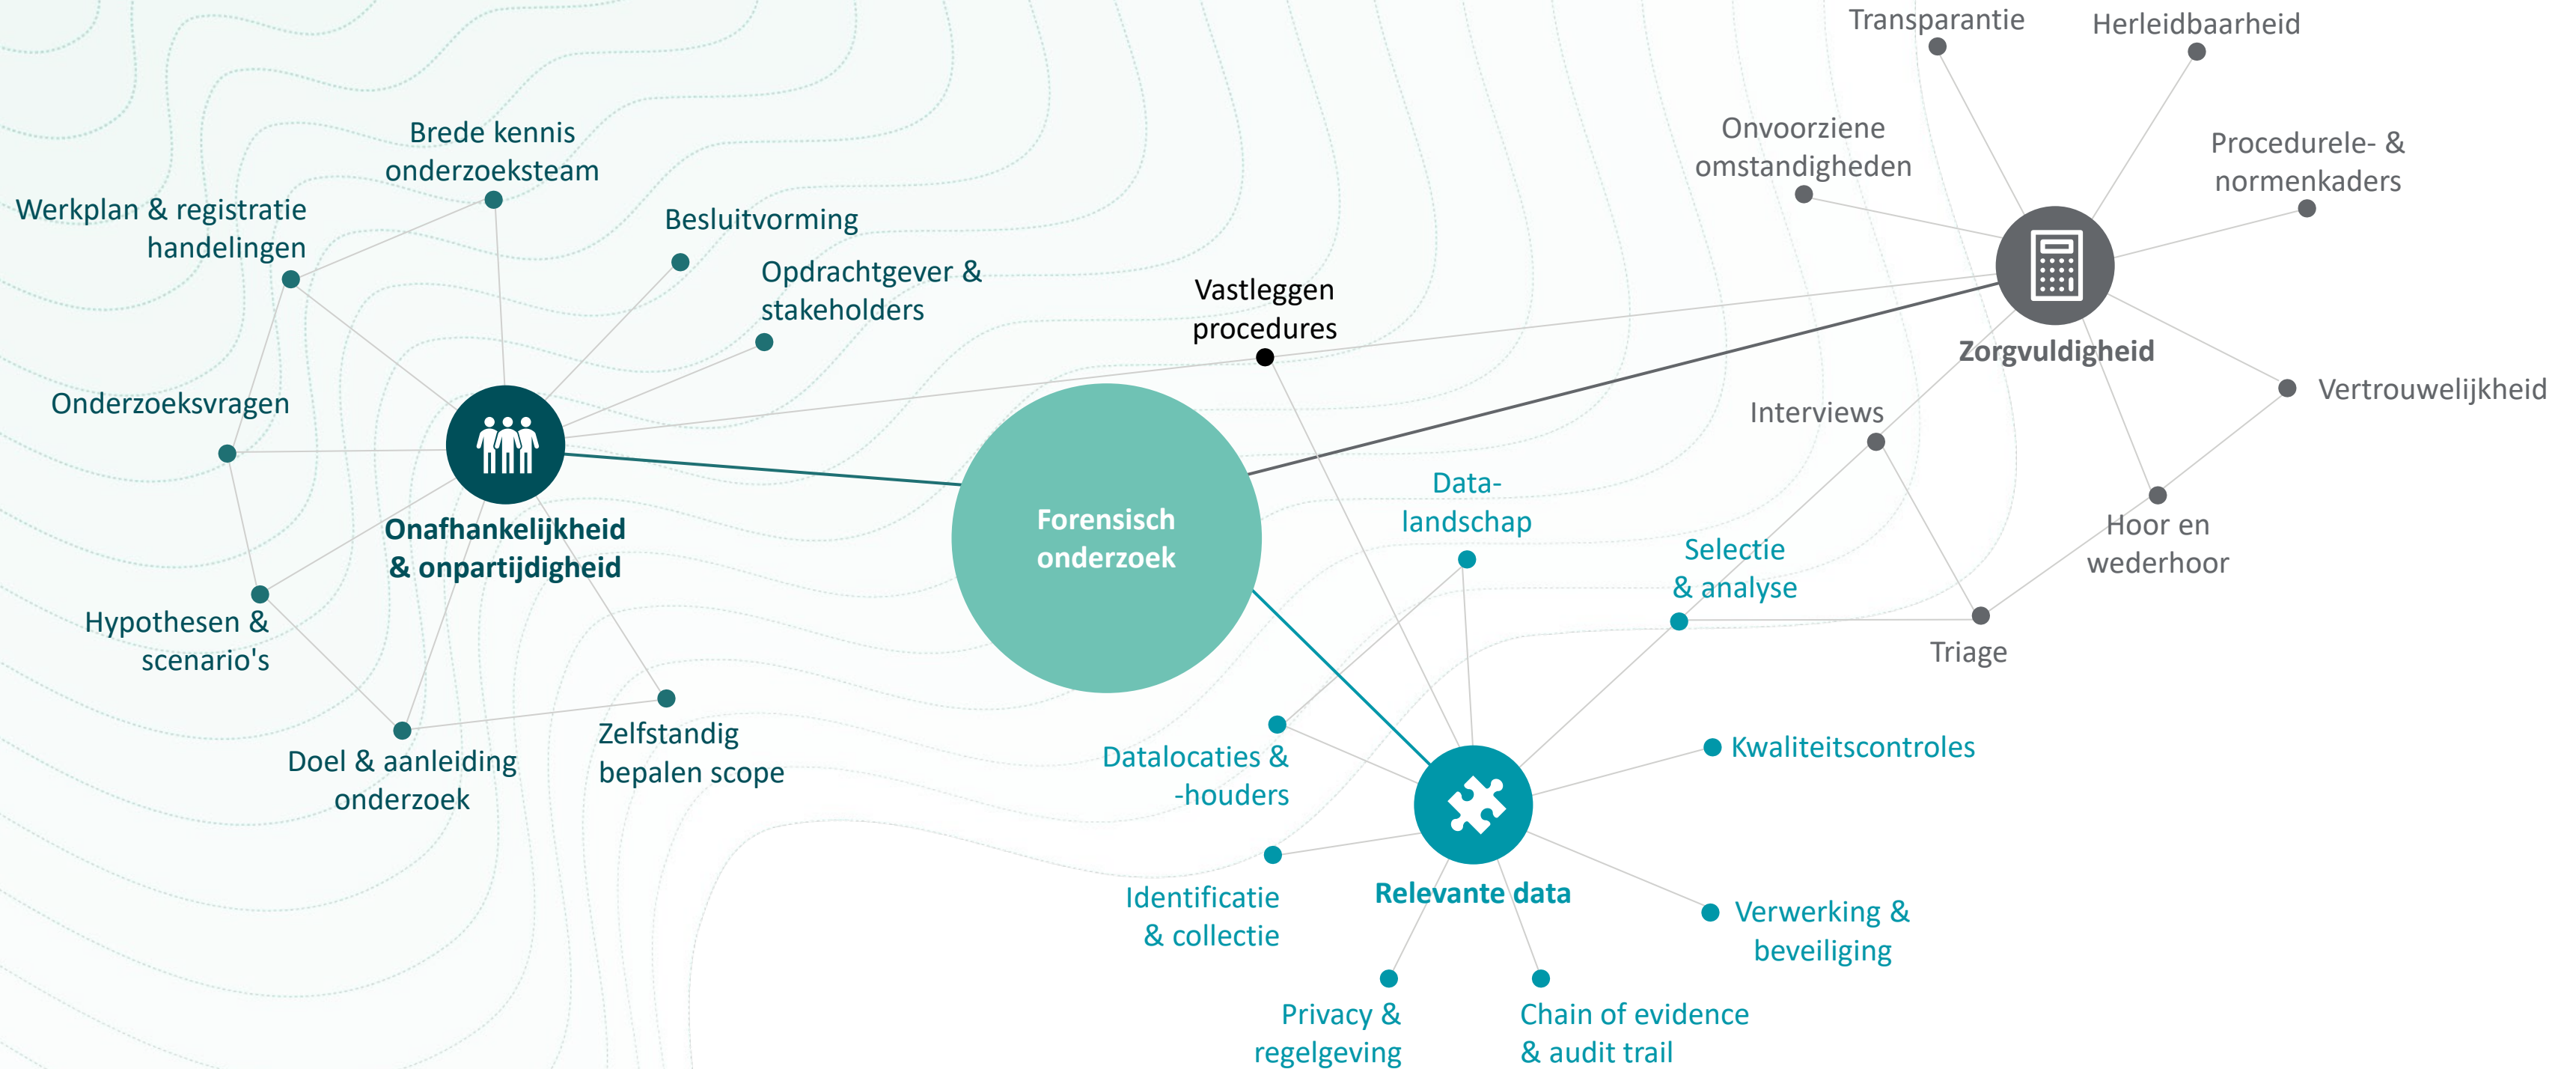 Transparantie
Herleidbaarheid
Onvoorziene
omstandigheden
Procedurele- &
normenkaders
Brede kennis
onderzoeksteam
Werkplan & registratie
handelingen
Besluitvorming
Opdrachtgever &
stakeholders
Vastleggen
procedures
Zorgvuldigheid
Vertrouwelijkheid
Onderzoeksvragen
Interviews
Onafhankelijkheid
& onpartijdigheid
Forensisch
onderzoek
Data-
landschap
Selectie
& analyse
Hoor en
wederhoor
Triage
Hypothesen &
scenario's
Doel & aanleiding
onderzoek
Zelfstandig
bepalen scope
Datalocaties &
-houders
Kwaliteitscontroles
Identificatie
& collectie
Relevante data
Verwerking &
beveiliging
Privacy &
regelgeving
Chain of evidence
& audit trail